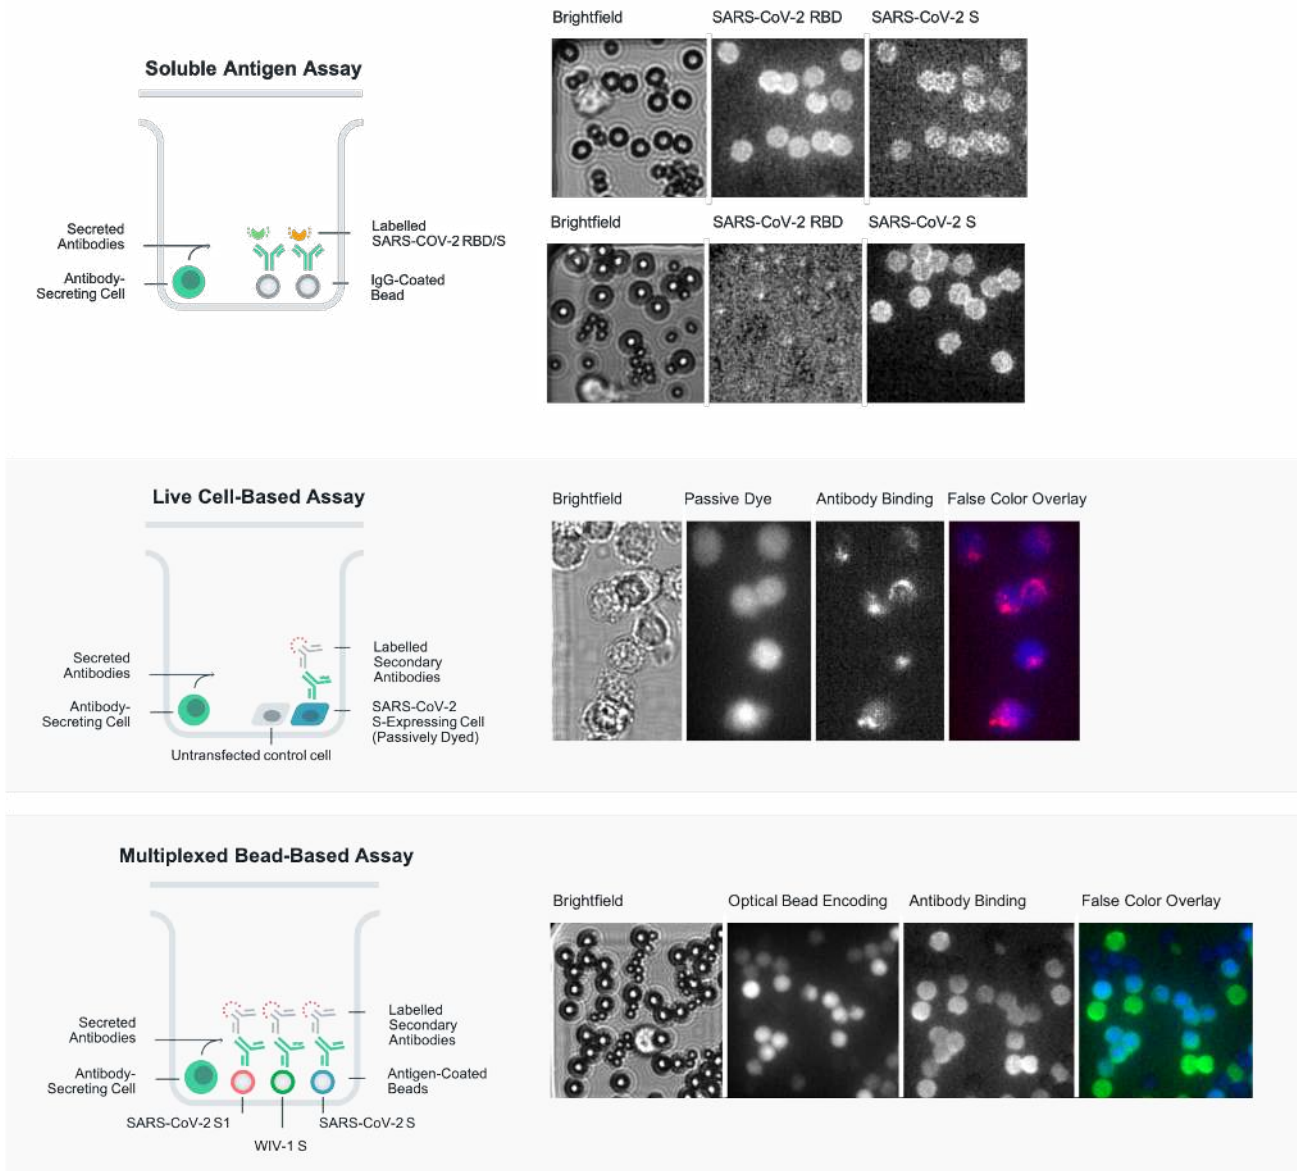 Soluble Antigen Assay
Secreted
Antibodies
Antibody-
Secreting Cell
Labelled
SARS-COV-2 RBD/S
IgG-Coated
Bead
Brightfield
SARS-CoV-2 RBD
SARS-CoV-2 S
Brightfield
SARS-CoV-2 RBD
SARS-CoV-2 S
Live Cell-Based Assay
Secreted
Antibodies
Antibody-
Secreting Cell
Labelled
Secondary
Antibodies
SARS-CoV-2
S-Expressing Cell
(Passively Dyed)
Untransfected control cell
Brightfield
Passive Dye
Antibody Binding
False Color Overlay
Multiplexed Bead-Based Assay
Secreted
Antibodies
Antibody-
Secreting Cell
Labelled
Secondary
Antibodies
Antigen-Coated
Beads
SARS-CoV-2 S1
WIV-1 S
SARS-CoV-2 S
Brightfield
Optical Bead Encoding
Antibody Binding
False Color Overlay